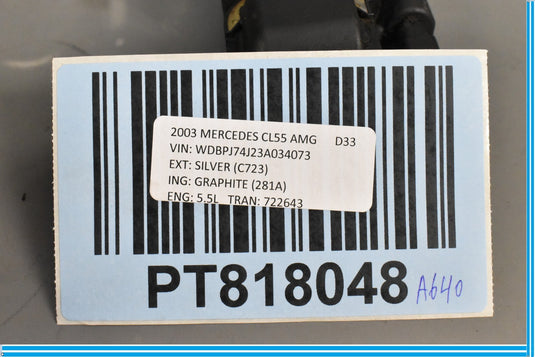 2003 MERCEDES CL55 AMG D33
VIN: WDBPJ74J23A034073
EXT: SILVER (C723)
ING: GRAPHITE (281A)
ENG: 5.5L TRAN: 722643
PT818048 A640